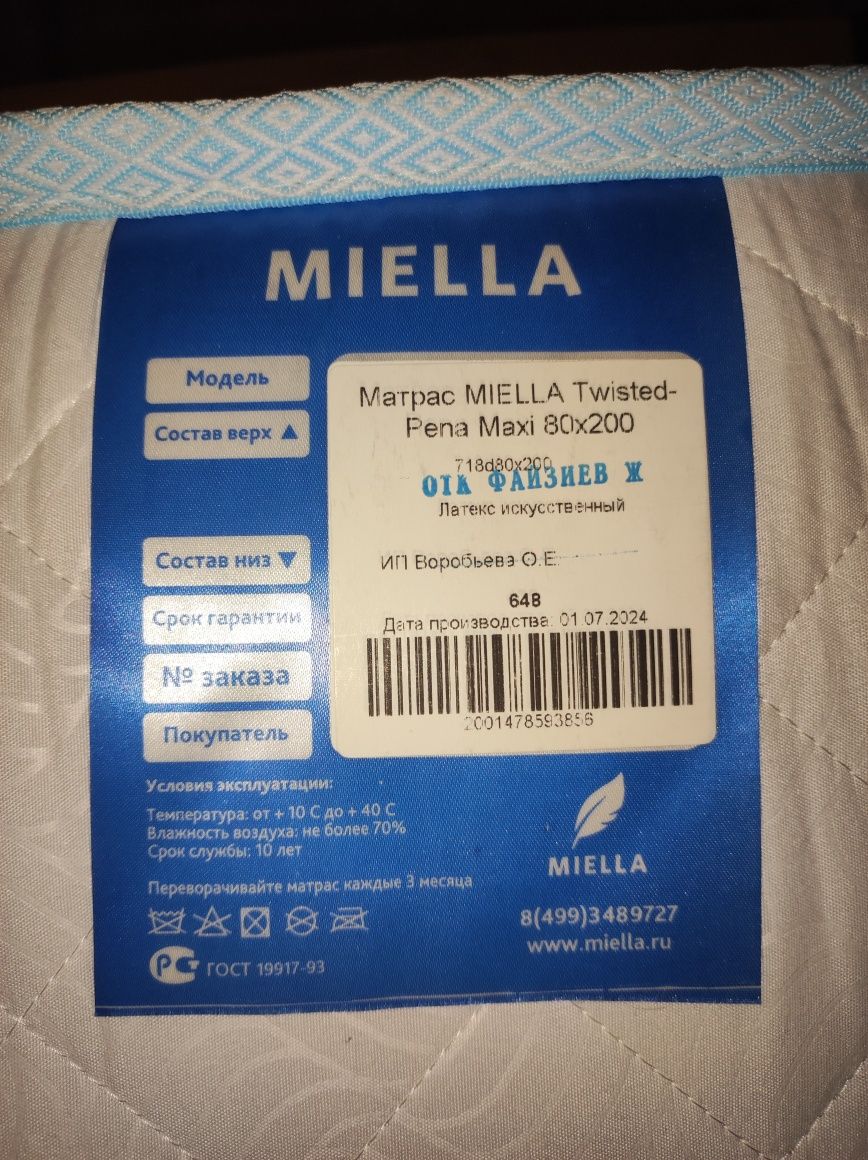 MIELLA
Модель
Состав верх ▲
Состав низ ▼
Срок гарантии
№ заказа
Покупатель
Матрас MIELLA Twisted-
Pena Maxi 80x200
718d80x200
ОТК ФАЙЗИЕВ Ж
Латекс искусственный
ИП Воробьева О.Е.
648
Дата производства: 01.07.2024
2001478593856
Условия эксплуатации:
Температура: от + 10 С до + 40 С
Влажность воздуха: не более 70%
Срок службы: 10 лет
Переворачивайте матрас каждые 3 месяца
РСТ ГОСТ 19917-93
MIELLA
8(499)3489727
www.miella.ru